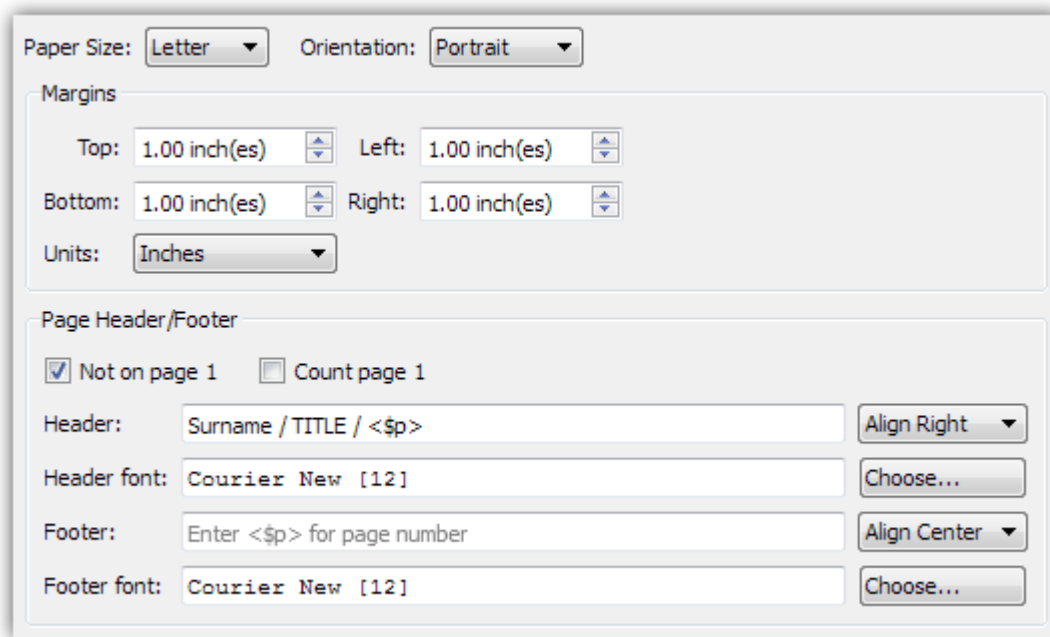 Paper Size: Letter Orientation: Portrait
Margins
Top: 1.00 inch(es) Left: 1.00 inch(es)
Bottom: 1.00 inch(es) Right: 1.00 inch(es)
Units: Inches
Page Header/Footer
Not on page 1 Count page 1
Header: Surname / TITLE / <$p> Align Right
Header font: Courier New [12] Choose...
Footer: Enter <$p> for page number Align Center
Footer font: Courier New [12] Choose...